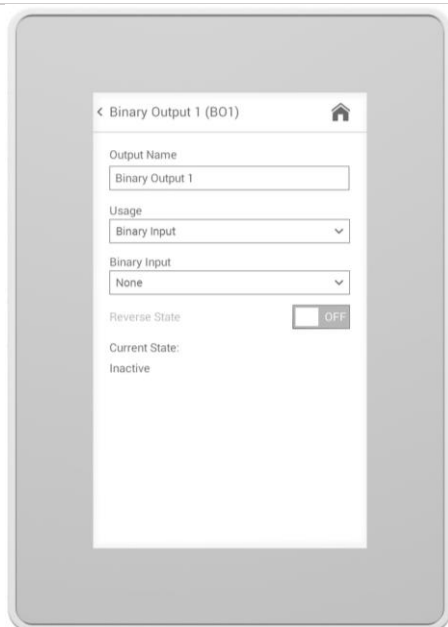 Binary Output 1 (BO1)
Output Name
Binary Output 1
Usage
Binary Input
Binary Input
None
Reverse State
OFF
Current State:
Inactive